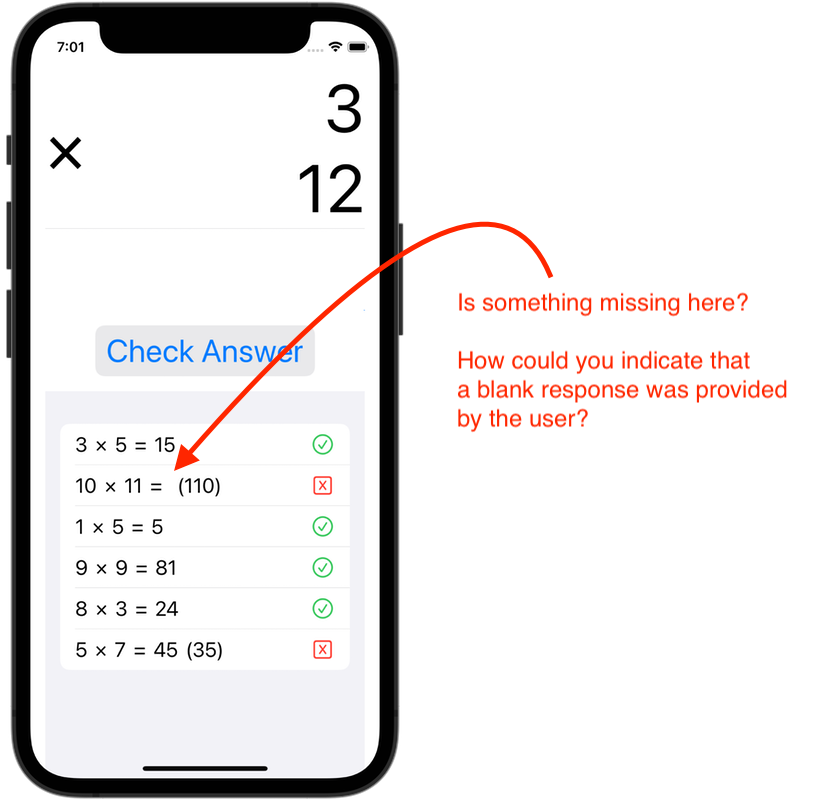 7:01
3
×
12
Check Answer
3 × 5 = 15
10 × 11 =  (110)
1 × 5 = 5
9 × 9 = 81
8 × 3 = 24
5 × 7 = 45 (35)
Is something missing here?
How could you indicate that
a blank response was provided
by the user?